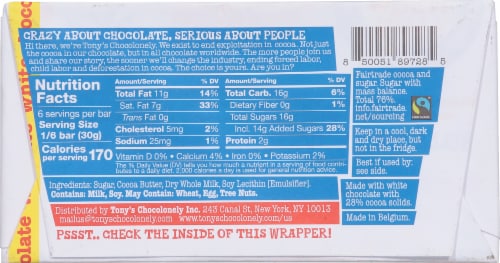 CRAZY ABOUT CHOCOLATE, SERIOUS ABOUT PEOPLE
Hi there, we're Tony's Chocolonely. We exist to end exploitation in cocoa. Not just
the cocoa in our chocolate, but in all chocolate worldwide. The more people join us
and share our story, the sooner we'll change the industry, ending forced labor,
child labor and deforestation in cocoa. The choice is yours. Are you in?
Nutrition
Facts
6 servings per bar
Serving Size
1/6 bar (30g)
Calories
per serving 170
Amount/Serving % DV
Total Fat 11g 14%
Sat. Fat 7g 33%
Trans Fat 0g
Cholesterol 5mg 2%
Sodium 25mg 1%
Amount/Serving % DV
Total Carb. 16g 6%
Dietary Fiber 0g 1%
Total Sugars 16g
Incl. 14g Added Sugars 28%
Protein 2g
Vitamin D 0% • Calcium 4% • Iron 0% • Potassium 2%
The % Daily Value (DV) tells you how much a nutrient in a serving of food contri-
butes to a daily diet. 2,000 calories a day is used for general nutrition advice.
Ingredients: Sugar, Cocoa Butter, Dry Whole Milk, Soy Lecithin [Emulsifier].
Contains: Milk, Soy. May Contain: Wheat, Egg, Tree Nuts.
Distributed by Tony's Chocolonely Inc. 243 Canal St, New York, NY 10013
mailus@tonyschocolonely.com www.tonyschocolonely.com/us
PSSST.. CHECK THE INSIDE OF THIS WRAPPER!
8 50051 89728 5
Fairtrade cocoa and
sugar. Sugar with
mass balance.
Total 76%.
info.fairtrade
.net/sourcing
FAIRTRADE
Keep in a cool, dark
and dry place, but
not in the fridge.
Best if used by:
see side.
Made with white
chocolate with
28% cocoa solids.
Made in Belgium.
olate